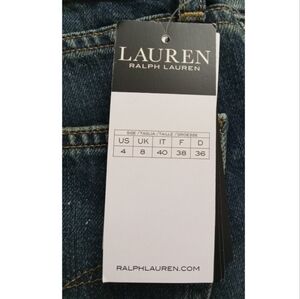 LAUREN
RALPH LAUREN
SIZE / TAGLIA / TAILLE / GROESSE
US UK IT F D
4 8 40 38 36
RALPHLAUREN.COM